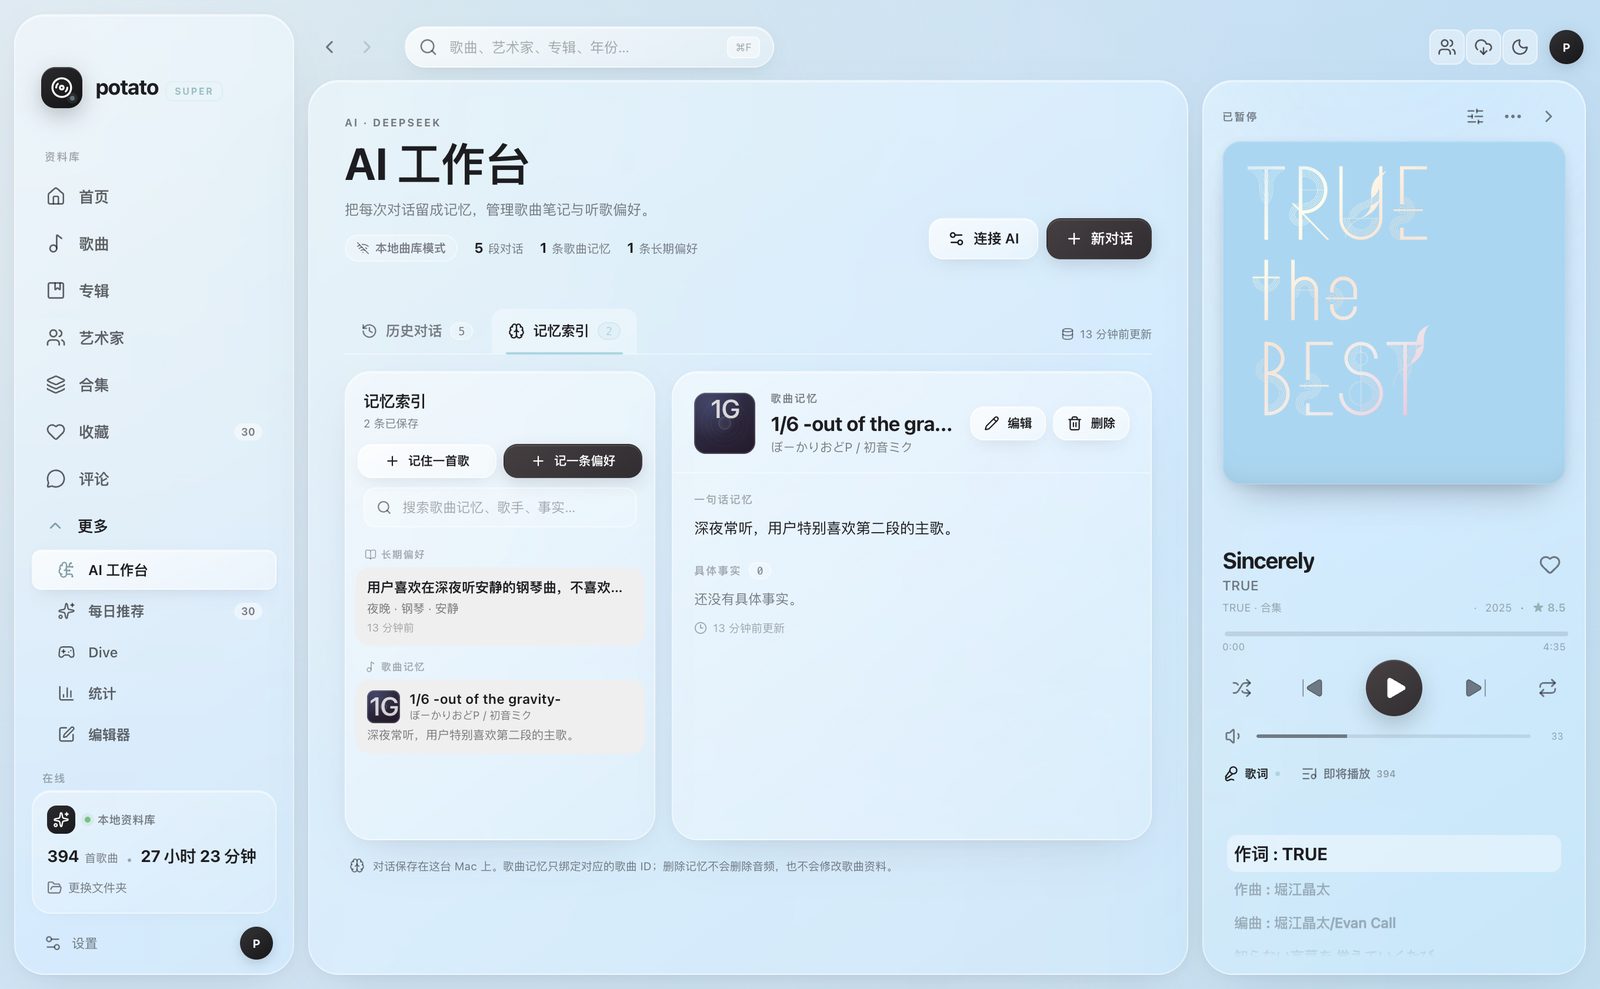 potato SUPER
资料库
首页
歌曲
专辑
艺术家
合集
收藏 30
评论
更多
AI 工作台
每日推荐 30
Dive
统计
编辑器
在线
本地资料库
394 首歌曲 · 27 小时 23 分钟
更换文件夹
设置 P
歌曲、艺术家、专辑、年份... ⌘F
P
AI · DEEPSEEK
AI 工作台
把每次对话留成记忆，管理歌曲笔记与听歌偏好。
本地曲库模式 5 段对话 1 条歌曲记忆 1 条长期偏好
连接 AI + 新对话
历史对话 5 记忆索引 2
13 分钟前更新
记忆索引
2 条已保存
+ 记住一首歌 + 记一条偏好
搜索歌曲记忆、歌手、事实...
长期偏好
用户喜欢在深夜听安静的钢琴曲，不喜欢...
夜晚 · 钢琴 · 安静
13 分钟前
歌曲记忆
1G
1/6 -out of the gravity-
ぼーかりおどP / 初音ミク
深夜常听，用户特别喜欢第二段的主歌。
1G
歌曲记忆
1/6 -out of the gra...
ぼーかりおどP / 初音ミク
编辑 删除
一句话记忆
深夜常听，用户特别喜欢第二段的主歌。
具体事实 0
还没有具体事实。
13 分钟前更新
对话保存在这台 Mac 上。歌曲记忆只绑定对应的歌曲 ID；删除记忆不会删除音频，也不会修改歌曲资料。
已暂停
TRUE
the
BEST
Sincerely
TRUE
TRUE · 合集 · 2025 · ★ 8.5
0:00 4:35
33
歌词 即将播放 394
作词 : TRUE
作曲 : 堀江晶太
编曲 : 堀江晶太/Evan Call